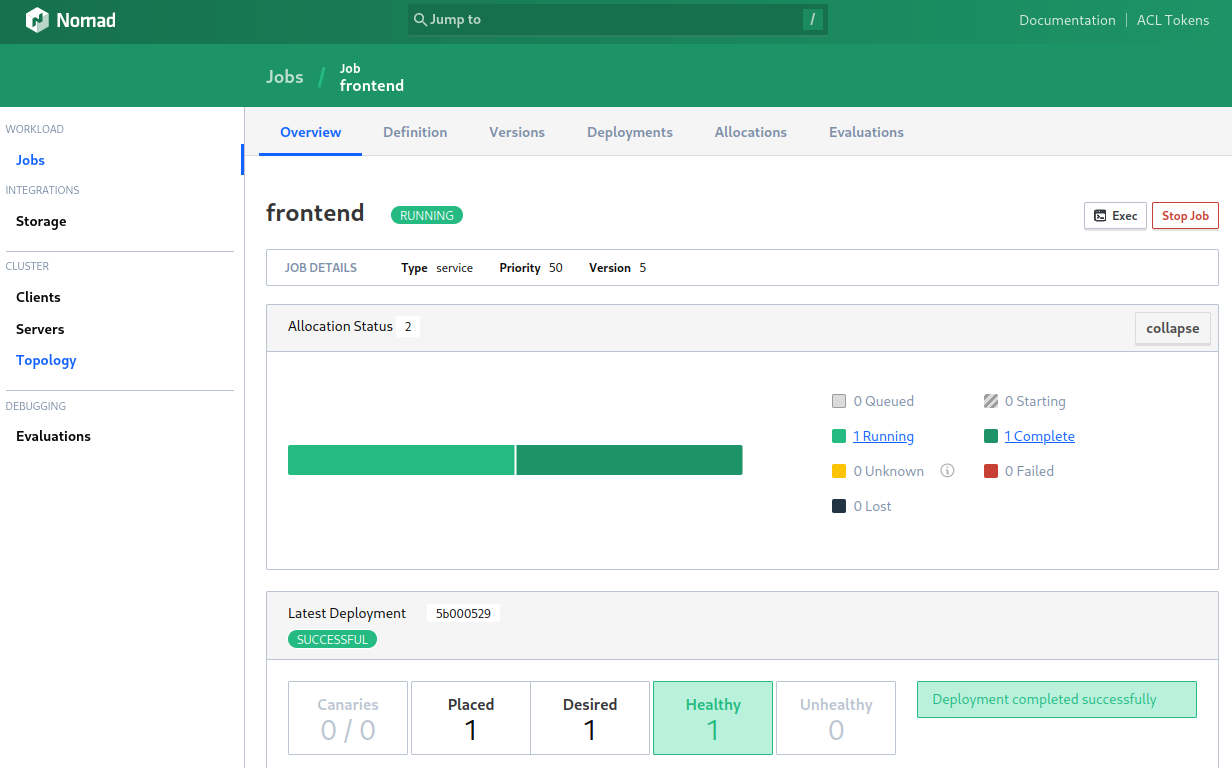 Nomad
Jump to
/
Documentation
ACL Tokens
Jobs / Job
frontend
WORKLOAD
Jobs
INTEGRATIONS
Storage
CLUSTER
Clients
Servers
Topology
DEBUGGING
Evaluations
Overview Definition Versions Deployments Allocations Evaluations
frontend RUNNING
Exec
Stop Job
JOB DETAILS Type service Priority 50 Version 5
Allocation Status 2
collapse
0 Queued 0 Starting
1 Running 1 Complete
0 Unknown 0 Failed
0 Lost
Latest Deployment 5b000529
SUCCESSFUL
Canaries Placed Desired Healthy Unhealthy
0 / 0 1 1 1 0
Deployment completed successfully